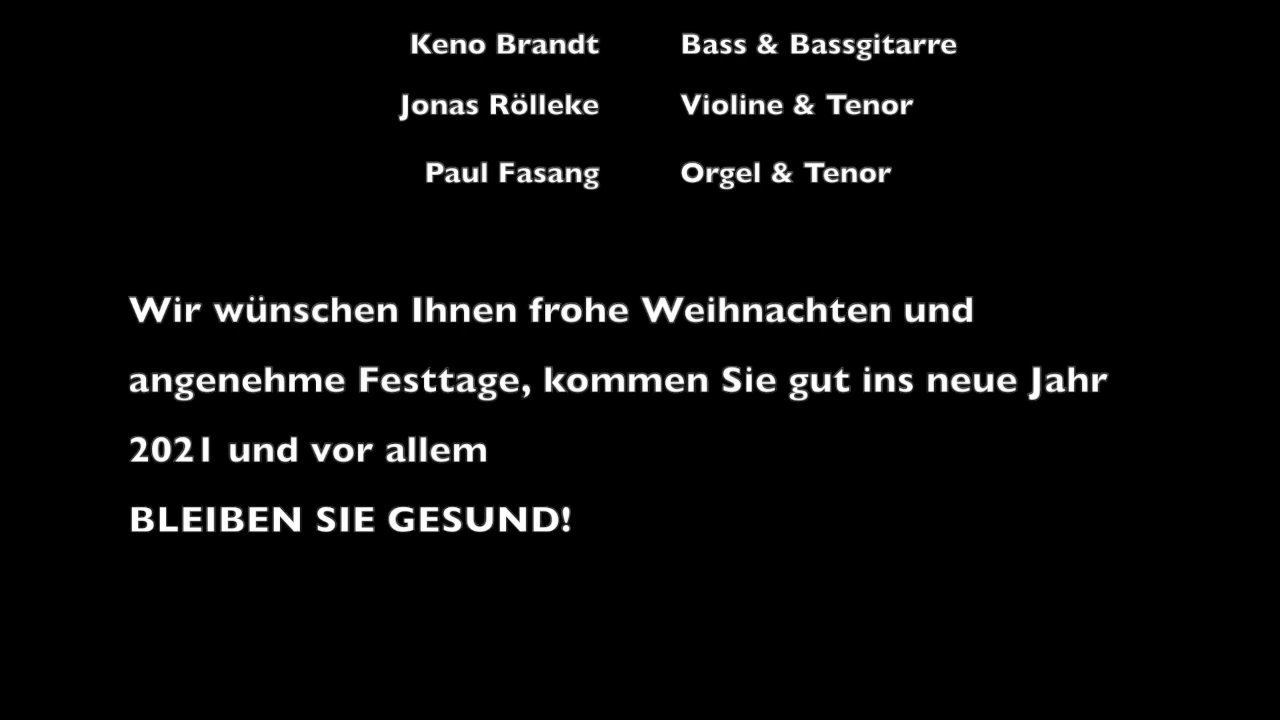 Keno Brandt Bass & Bassgitarre
Jonas Rölleke Violine & Tenor
Paul Fasang Orgel & Tenor
Wir wünschen Ihnen frohe Weihnachten und
angenehme Festtage, kommen Sie gut ins neue Jahr
2021 und vor allem
BLEIBEN SIE GESUND!